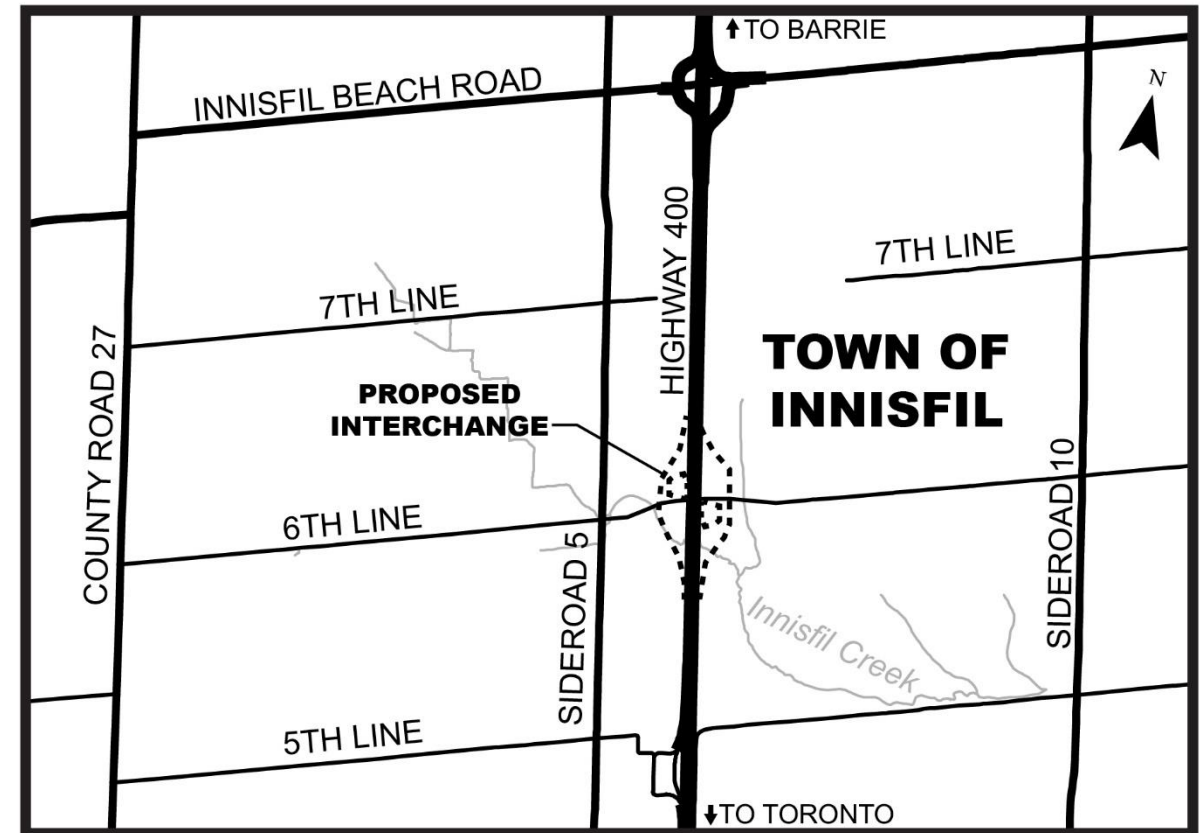 TO BARRIE
INNISFIL BEACH ROAD
N
HIGHWAY 400
7TH LINE
7TH LINE
COUNTY ROAD 27
TOWN OF
INNISFIL
PROPOSED
INTERCHANGE
SIDEROAD 10
6TH LINE
SIDEROAD 5
Innisfil Creek
5TH LINE
TO TORONTO